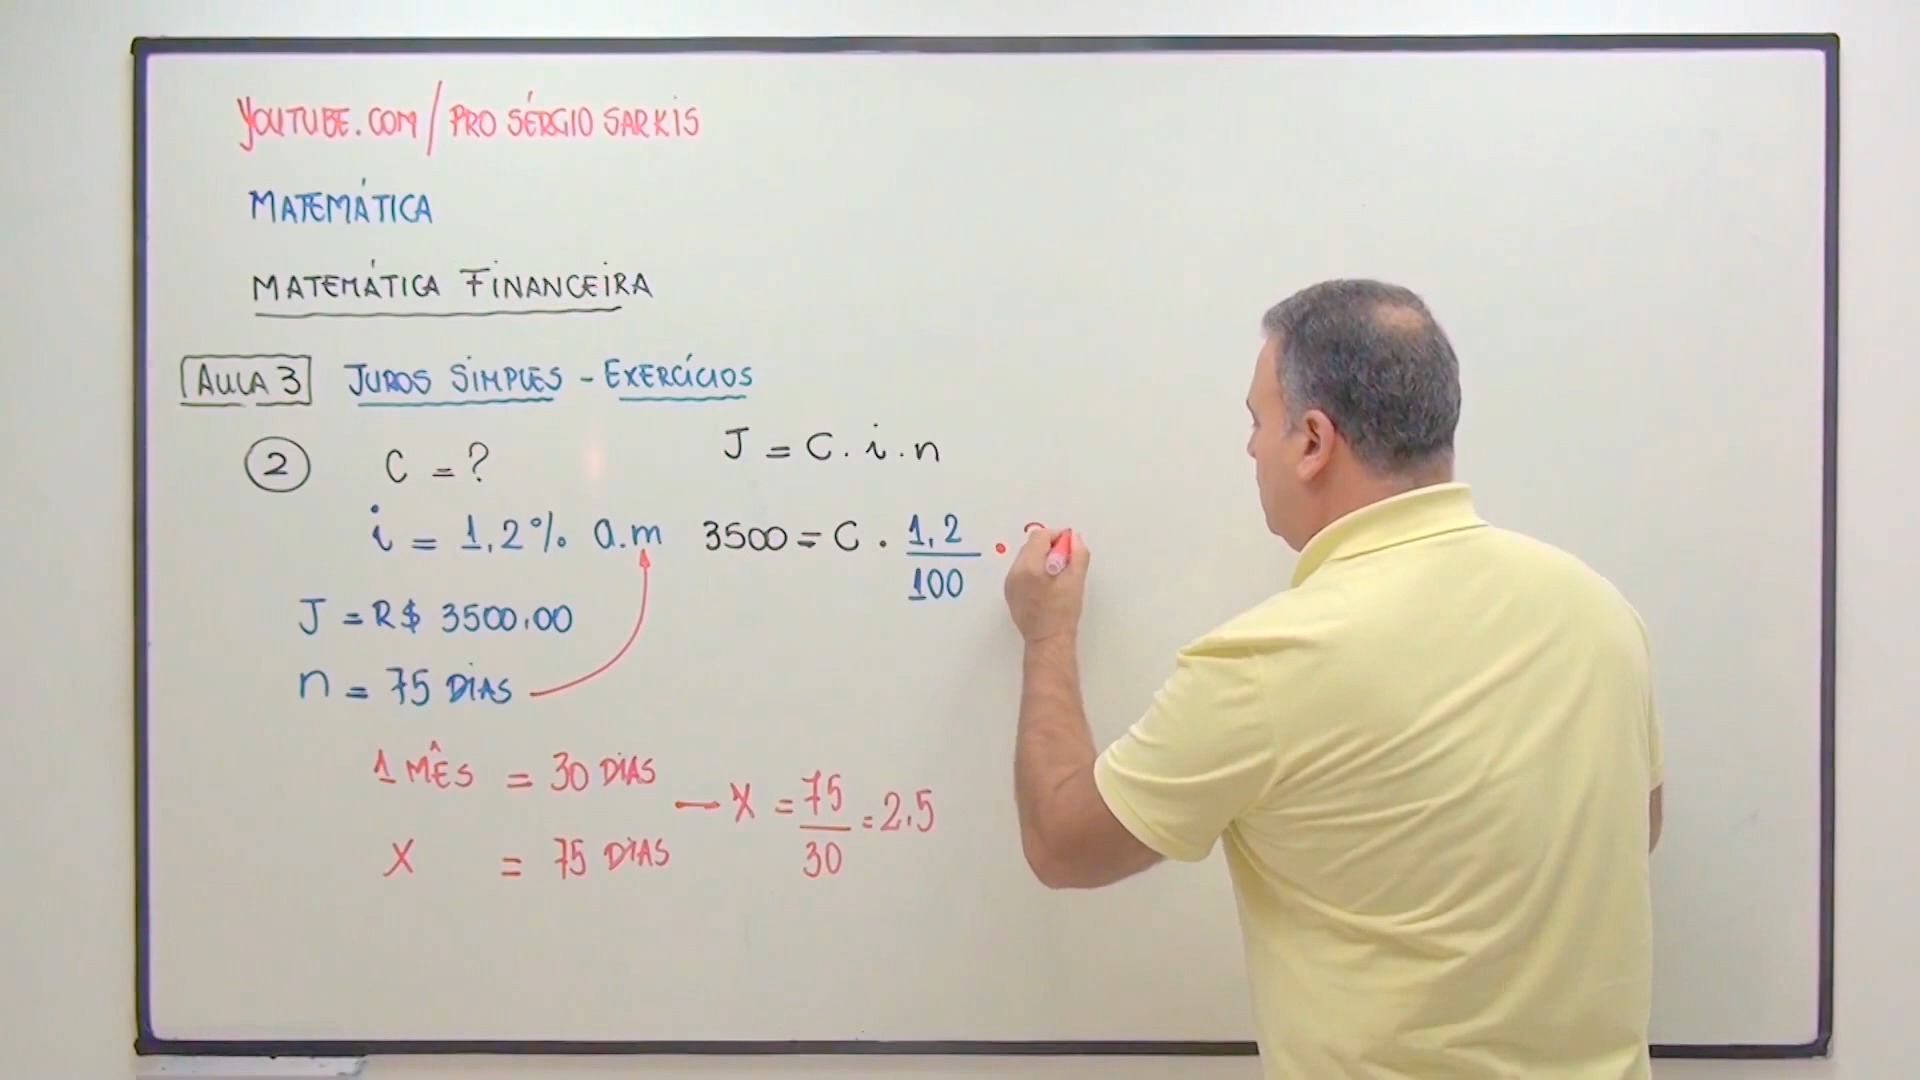 YOUTUBE.COM/PRO SÉRGIO SARKIS
MATEMÁTICA
MATEMÁTICA FINANCEIRA
AULA 3 JUROS SIMPLES - EXERCÍCIOS
2 C = ?
J = C . i . n
i = 1,2% a.m
3500 = C . 1,2/100 .
J = R$ 3500,00
n = 75 DIAS
1 MÊS = 30 DIAS
X = 75 DIAS
— X = 75/30 = 2,5